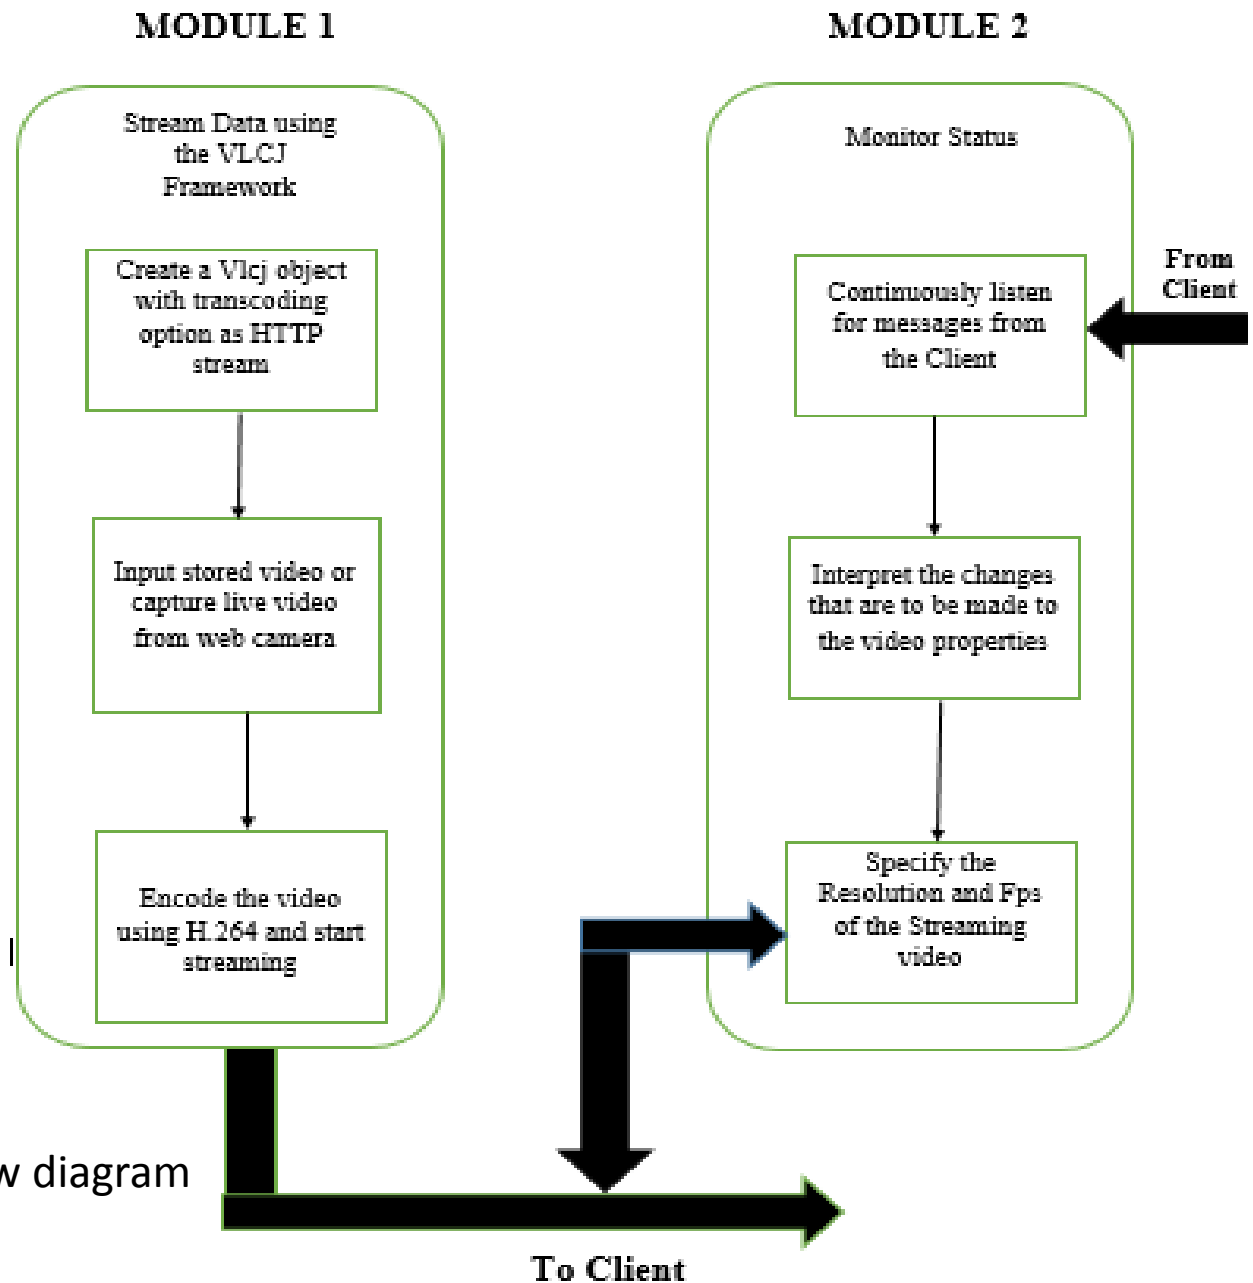 MODULE 1
Stream Data using
the VLCJ
Framework
Create a Vlcj object
with transcoding
option as HTTP
stream
Input stored video or
capture live video
from web camera
Encode the video
using H.264 and start
streaming
MODULE 2
Monitor Status
From
Client
Continuously listen
for messages from
the Client
Interpret the changes
that are to be made to
the video properties
Specify the
Resolution and Fps
of the Streaming
video
w diagram
To Client